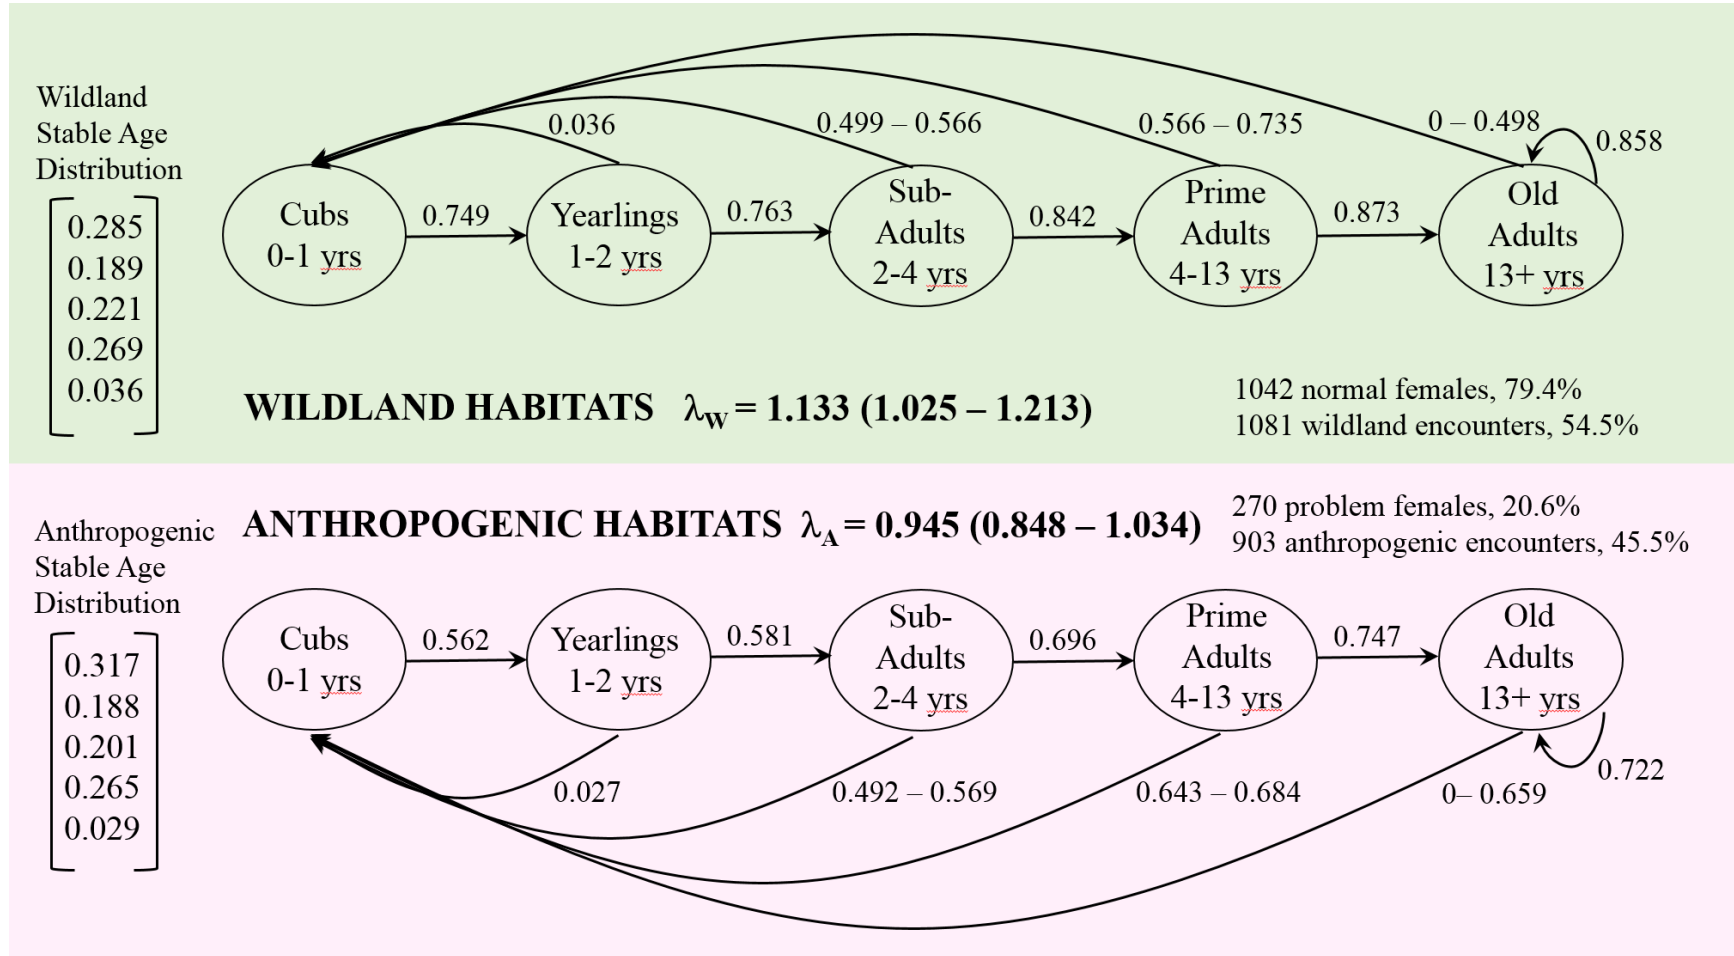 Wildland
Stable Age
Distribution
0.285
0.189
0.221
0.269
0.036
0.036
0.499 – 0.566
0.566 – 0.735
0 – 0.498
0.858
Cubs
0-1 yrs
0.749
Yearlings
1-2 yrs
0.763
Sub-
Adults
2-4 yrs
0.842
Prime
Adults
4-13 yrs
0.873
Old
Adults
13+ yrs
WILDLAND HABITATS λW = 1.133 (1.025 – 1.213)
1042 normal females, 79.4%
1081 wildland encounters, 54.5%
Anthropogenic
Stable Age
Distribution
0.317
0.188
0.201
0.265
0.029
ANTHROPOGENIC HABITATS λA = 0.945 (0.848 – 1.034)
270 problem females, 20.6%
903 anthropogenic encounters, 45.5%
Cubs
0-1 yrs
0.562
Yearlings
1-2 yrs
0.581
Sub-
Adults
2-4 yrs
0.696
Prime
Adults
4-13 yrs
0.747
Old
Adults
13+ yrs
0.027
0.492 – 0.569
0.643 – 0.684
0– 0.659
0.722